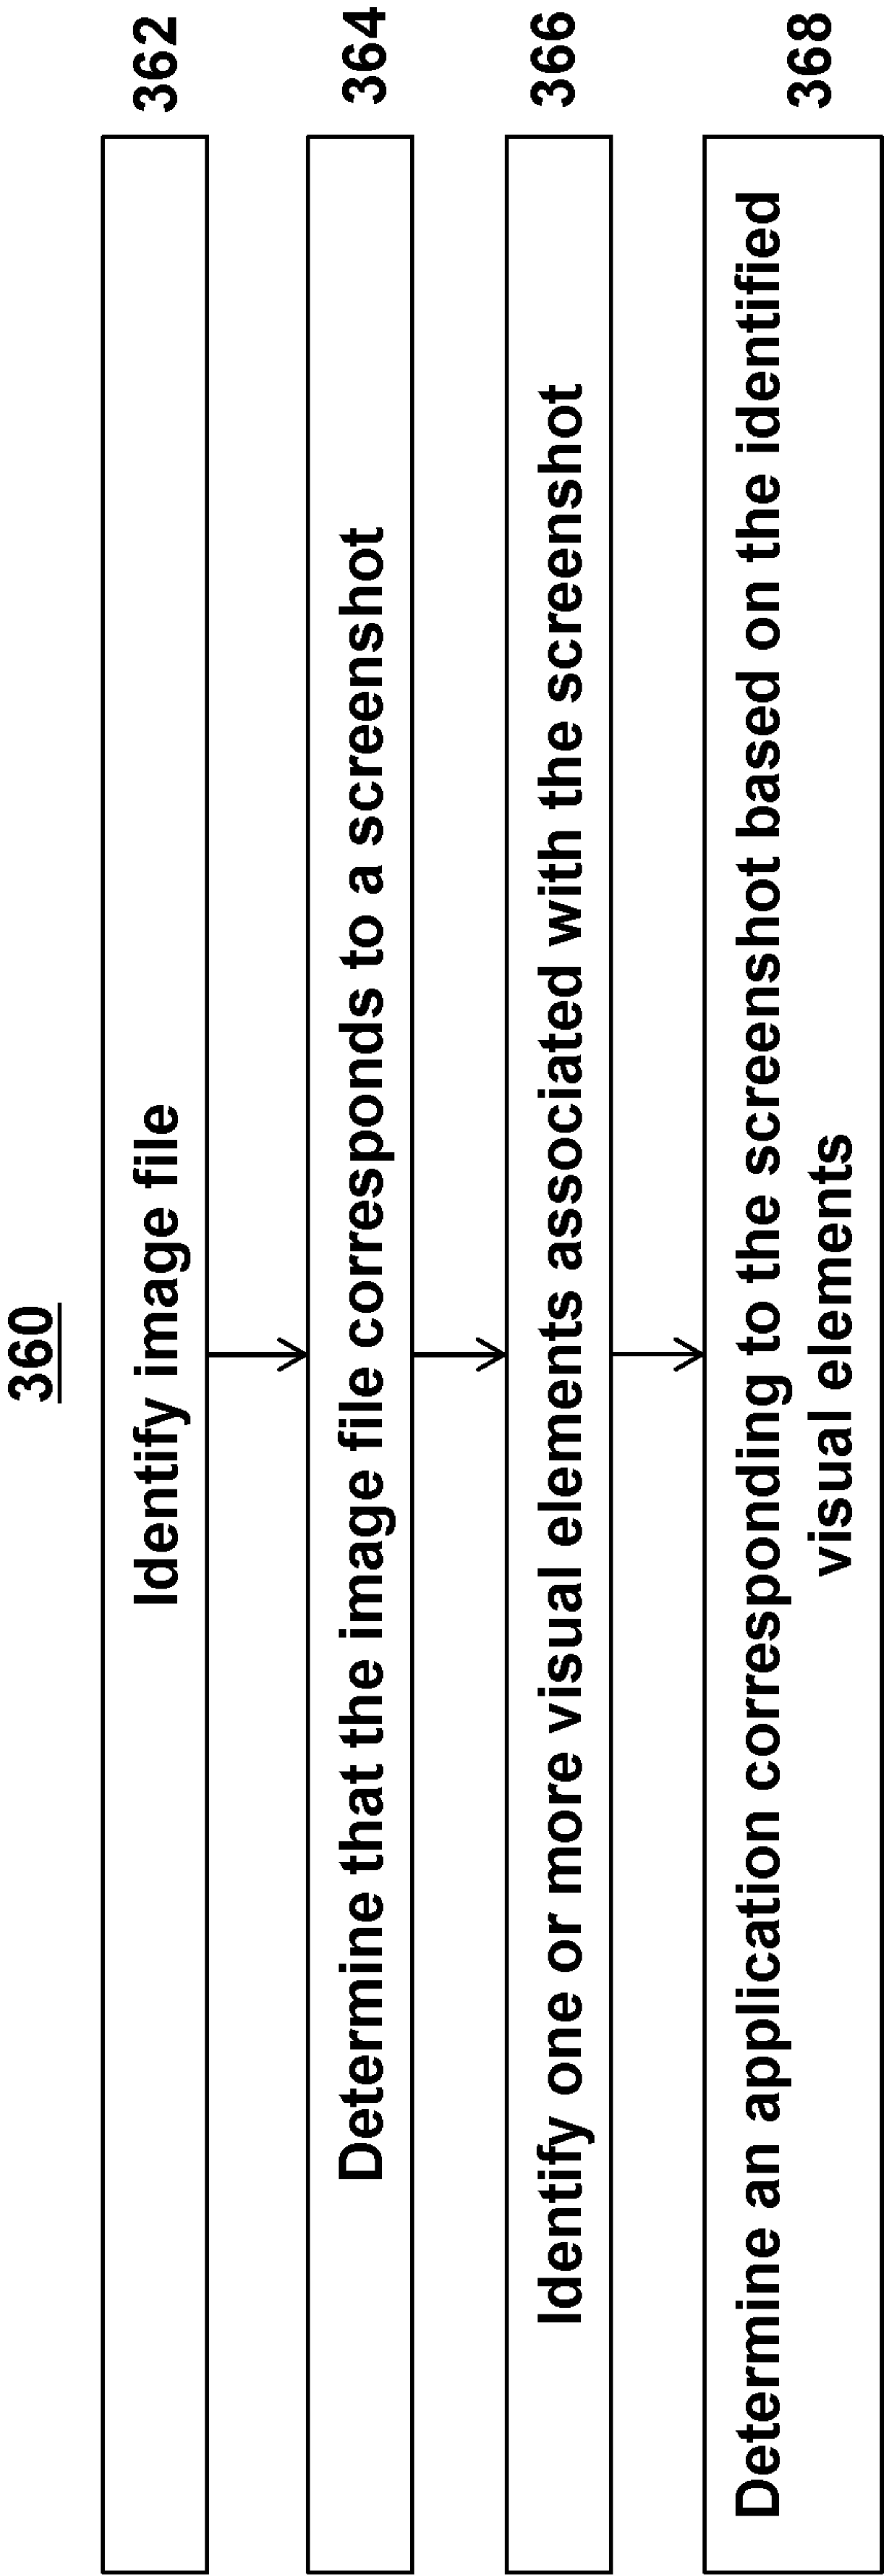 360
Identify image file
362
Determine that the image file corresponds to a screenshot
364
Identify one or more visual elements associated with the screenshot
366
Determine an application corresponding to the screenshot based on the identified
visual elements
368